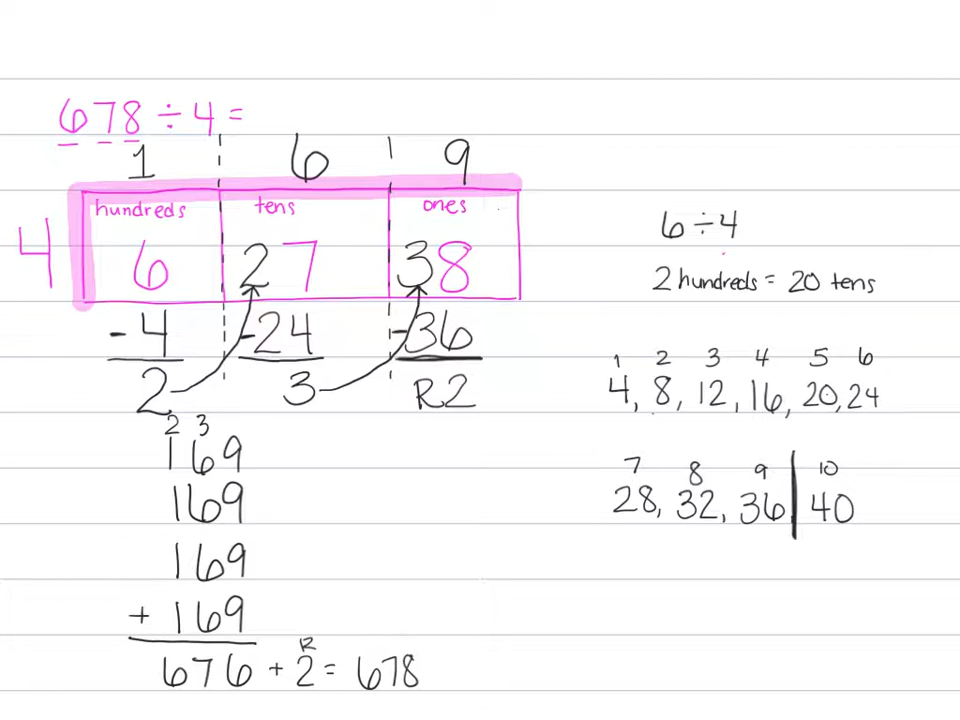 678 ÷ 4 =
1 6 9
hundreds tens ones
4 6 27 38
-4 -24 -36
2 3 R2
2 3
169
169
169
+ 169
R
676 + 2 = 678
6 ÷ 4
2 hundreds = 20 tens
1 2 3 4 5 6
4, 8, 12, 16, 20, 24
7 8 9 10
28, 32, 36 40